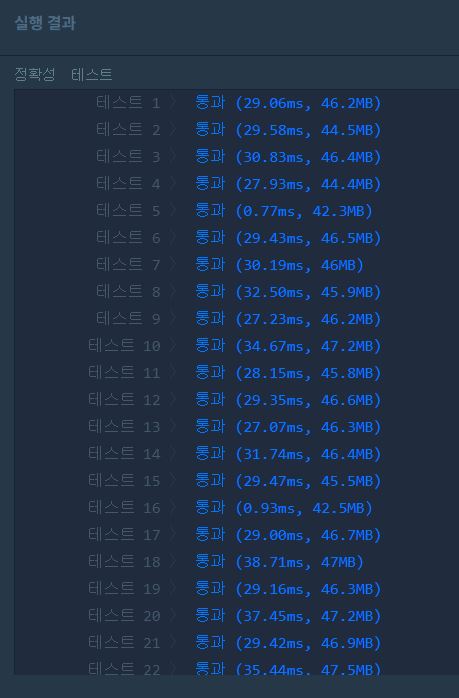 실행 결과
정확성 테스트
테스트 1 〉 통과 (29.06ms, 46.2MB)
테스트 2 〉 통과 (29.58ms, 44.5MB)
테스트 3 〉 통과 (30.83ms, 46.4MB)
테스트 4 〉 통과 (27.93ms, 44.4MB)
테스트 5 〉 통과 (0.77ms, 42.3MB)
테스트 6 〉 통과 (29.43ms, 46.5MB)
테스트 7 〉 통과 (30.19ms, 46MB)
테스트 8 〉 통과 (32.50ms, 45.9MB)
테스트 9 〉 통과 (27.23ms, 46.2MB)
테스트 10 〉 통과 (34.67ms, 47.2MB)
테스트 11 〉 통과 (28.15ms, 45.8MB)
테스트 12 〉 통과 (29.35ms, 46.6MB)
테스트 13 〉 통과 (27.07ms, 46.3MB)
테스트 14 〉 통과 (31.74ms, 46.4MB)
테스트 15 〉 통과 (29.47ms, 45.5MB)
테스트 16 〉 통과 (0.93ms, 42.5MB)
테스트 17 〉 통과 (29.00ms, 46.7MB)
테스트 18 〉 통과 (38.71ms, 47MB)
테스트 19 〉 통과 (29.16ms, 46.3MB)
테스트 20 〉 통과 (37.45ms, 47.2MB)
테스트 21 〉 통과 (29.42ms, 46.9MB)
테스트 22 〉 통과 (35.44ms, 47.5MB)